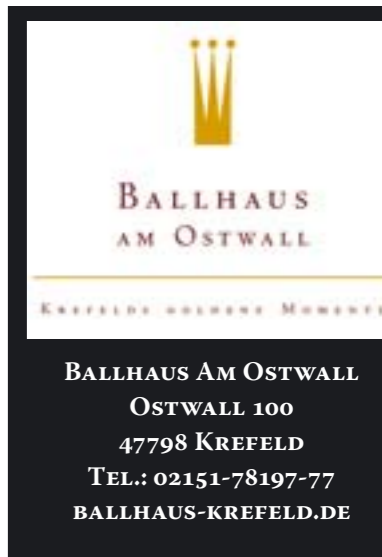 Ballhaus
am Ostwall
Krefelds goldene Momente
Ballhaus Am Ostwall
Ostwall 100
47798 Krefeld
Tel.: 02151-78197-77
ballhaus-krefeld.de